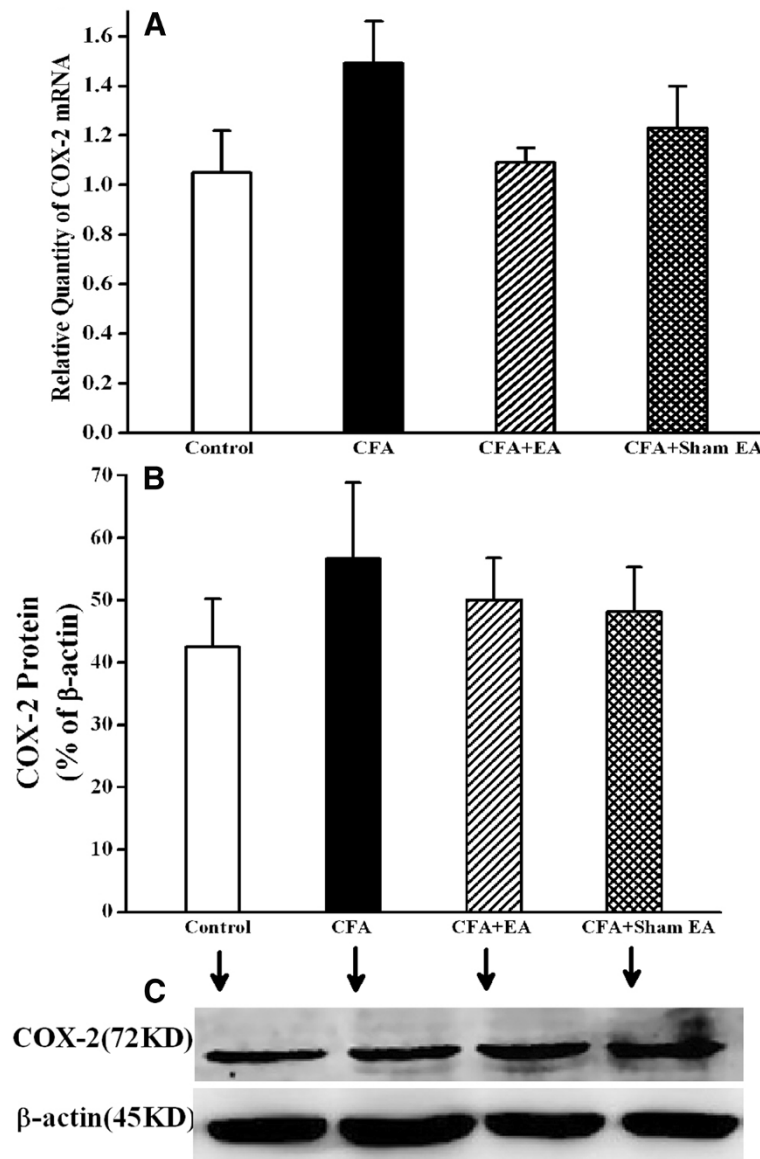 A
Relative Quantity of COX-2 mRNA
1.6
1.4
1.2
1.0
0.8
0.6
0.4
0.2
0.0
Control CFA CFA+EA CFA+Sham EA
B
COX-2 Protein
(% of β-actin)
70
60
50
40
30
20
10
0
Control CFA CFA+EA CFA+Sham EA
C
COX-2(72KD)
β-actin(45KD)